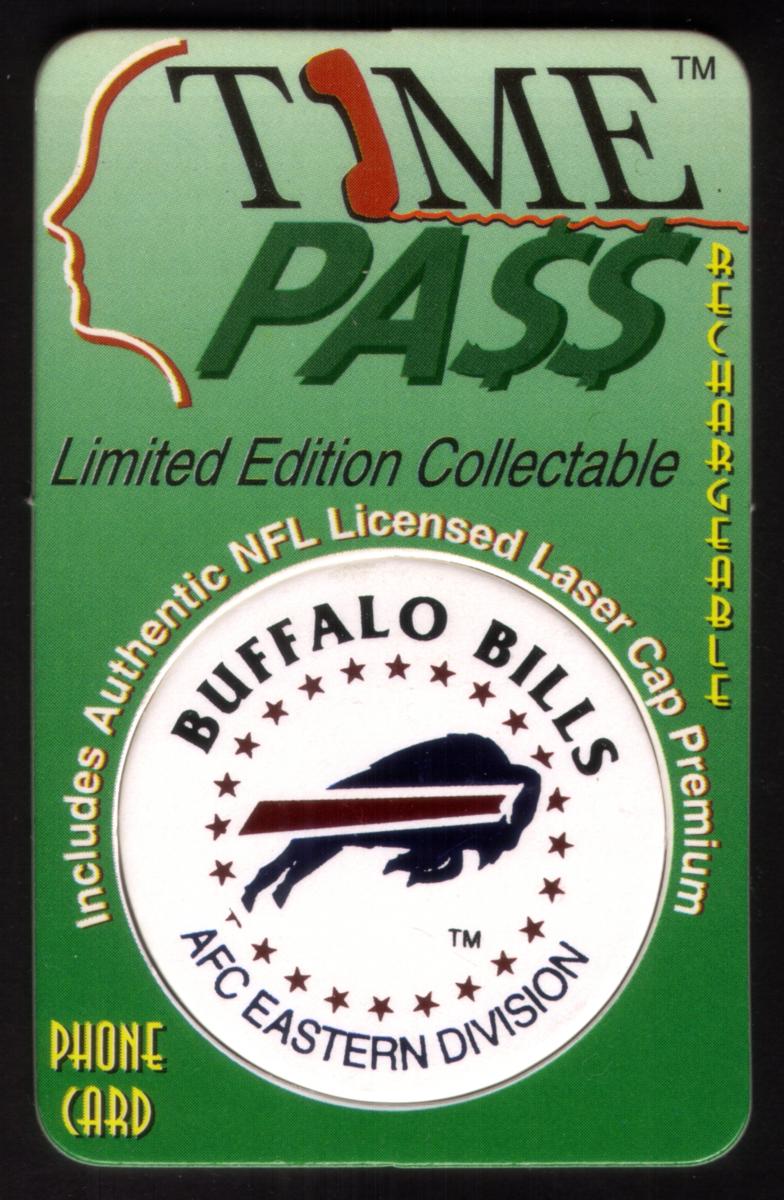 TIME™
PA$$
RECHARGEABLE
Limited Edition Collectable
Includes Authentic NFL Licensed Laser Cap Premium
BUFFALO BILLS
TM
AFC EASTERN DIVISION
PHONE
CARD